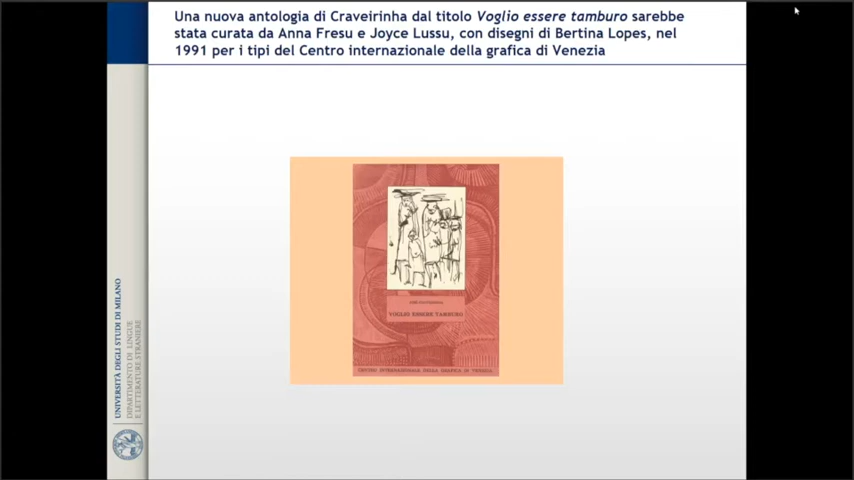 Una nuova antologia di Craveirinha dal titolo Voglio essere tamburo sarebbe
stata curata da Anna Fresu e Joyce Lussu, con disegni di Bertina Lopes, nel
1991 per i tipi del Centro internazionale della grafica di Venezia
JOSÉ CRAVEIRINHA
VOGLIO ESSERE TAMBURO
CENTRO INTERNAZIONALE DELLA GRAFICA DI VENEZIA
UNIVERSITÀ DEGLI STUDI DI MILANO
DIPARTIMENTO DI LINGUE
E LETTERATURE STRANIERE